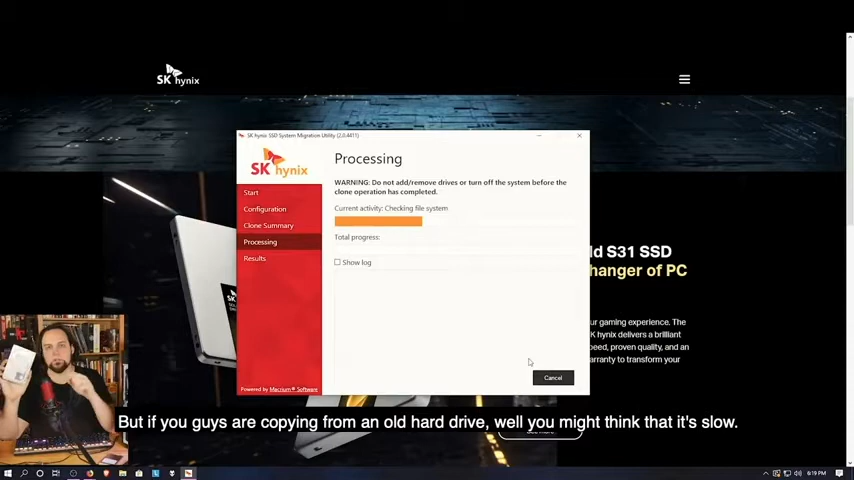 SK hynix
SK hynix SSD System Migration Utility (2.0.4411)
SK hynix
Processing
WARNING: Do not add/remove drives or turn off the system before the
clone operation has completed.
Start
Configuration
Clone Summary
Processing
Results
Current activity: Checking file system
Total progress:
Show log
Cancel
Powered by Macrium® Software
ld S31 SSD
hanger of PC
ur gaming experience. The
K hynix delivers a brilliant
eed, proven quality, and an
arranty to transform your
But if you guys are copying from an old hard drive, well you might think that it's slow.
6:19 PM